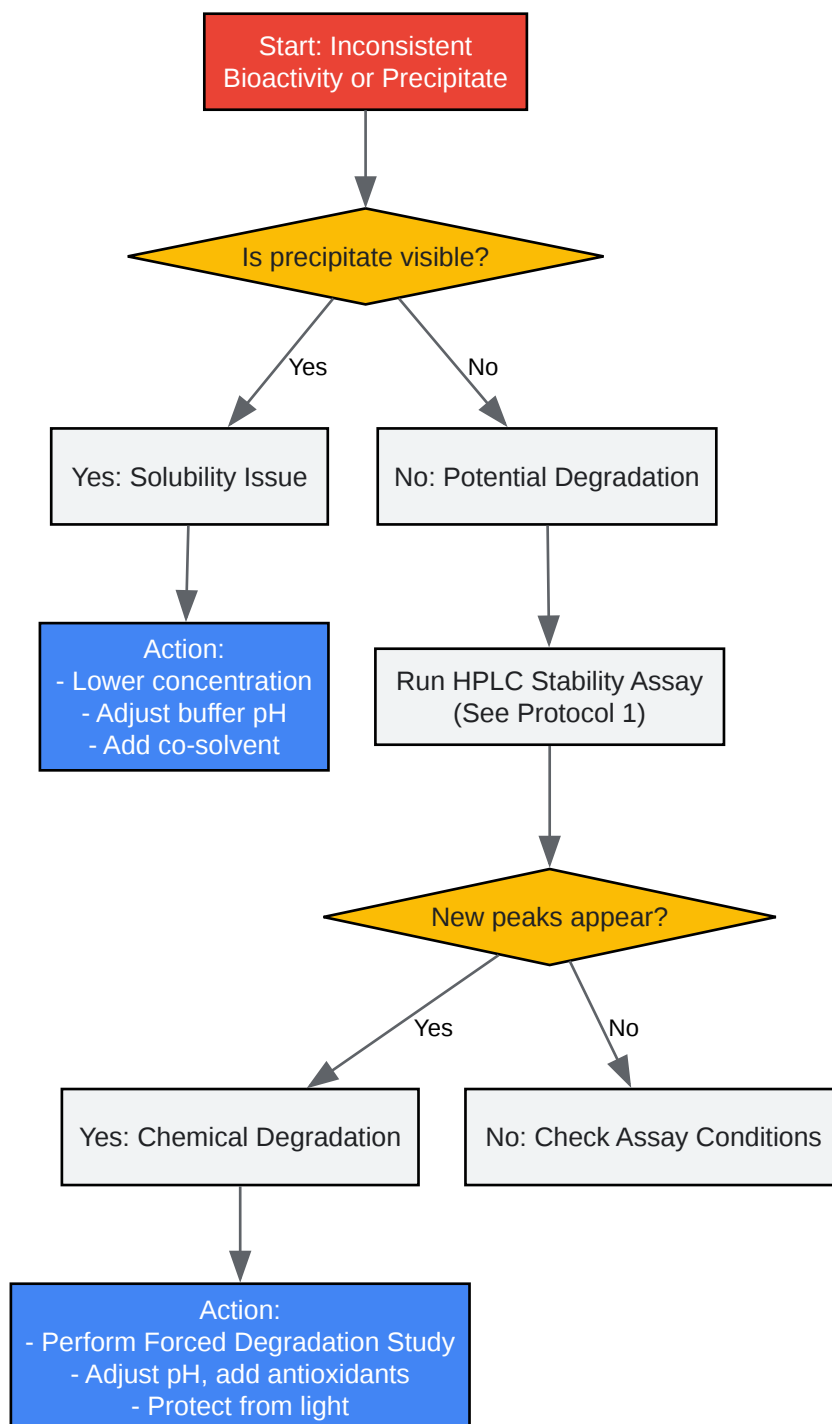 Start: Inconsistent
Bioactivity or Precipitate
Is precipitate visible?
Yes
No
Yes: Solubility Issue
No: Potential Degradation
Action:
- Lower concentration
- Adjust buffer pH
- Add co-solvent
Run HPLC Stability Assay
(See Protocol 1)
New peaks appear?
Yes
No
Yes: Chemical Degradation
No: Check Assay Conditions
Action:
- Perform Forced Degradation Study
- Adjust pH, add antioxidants
- Protect from light